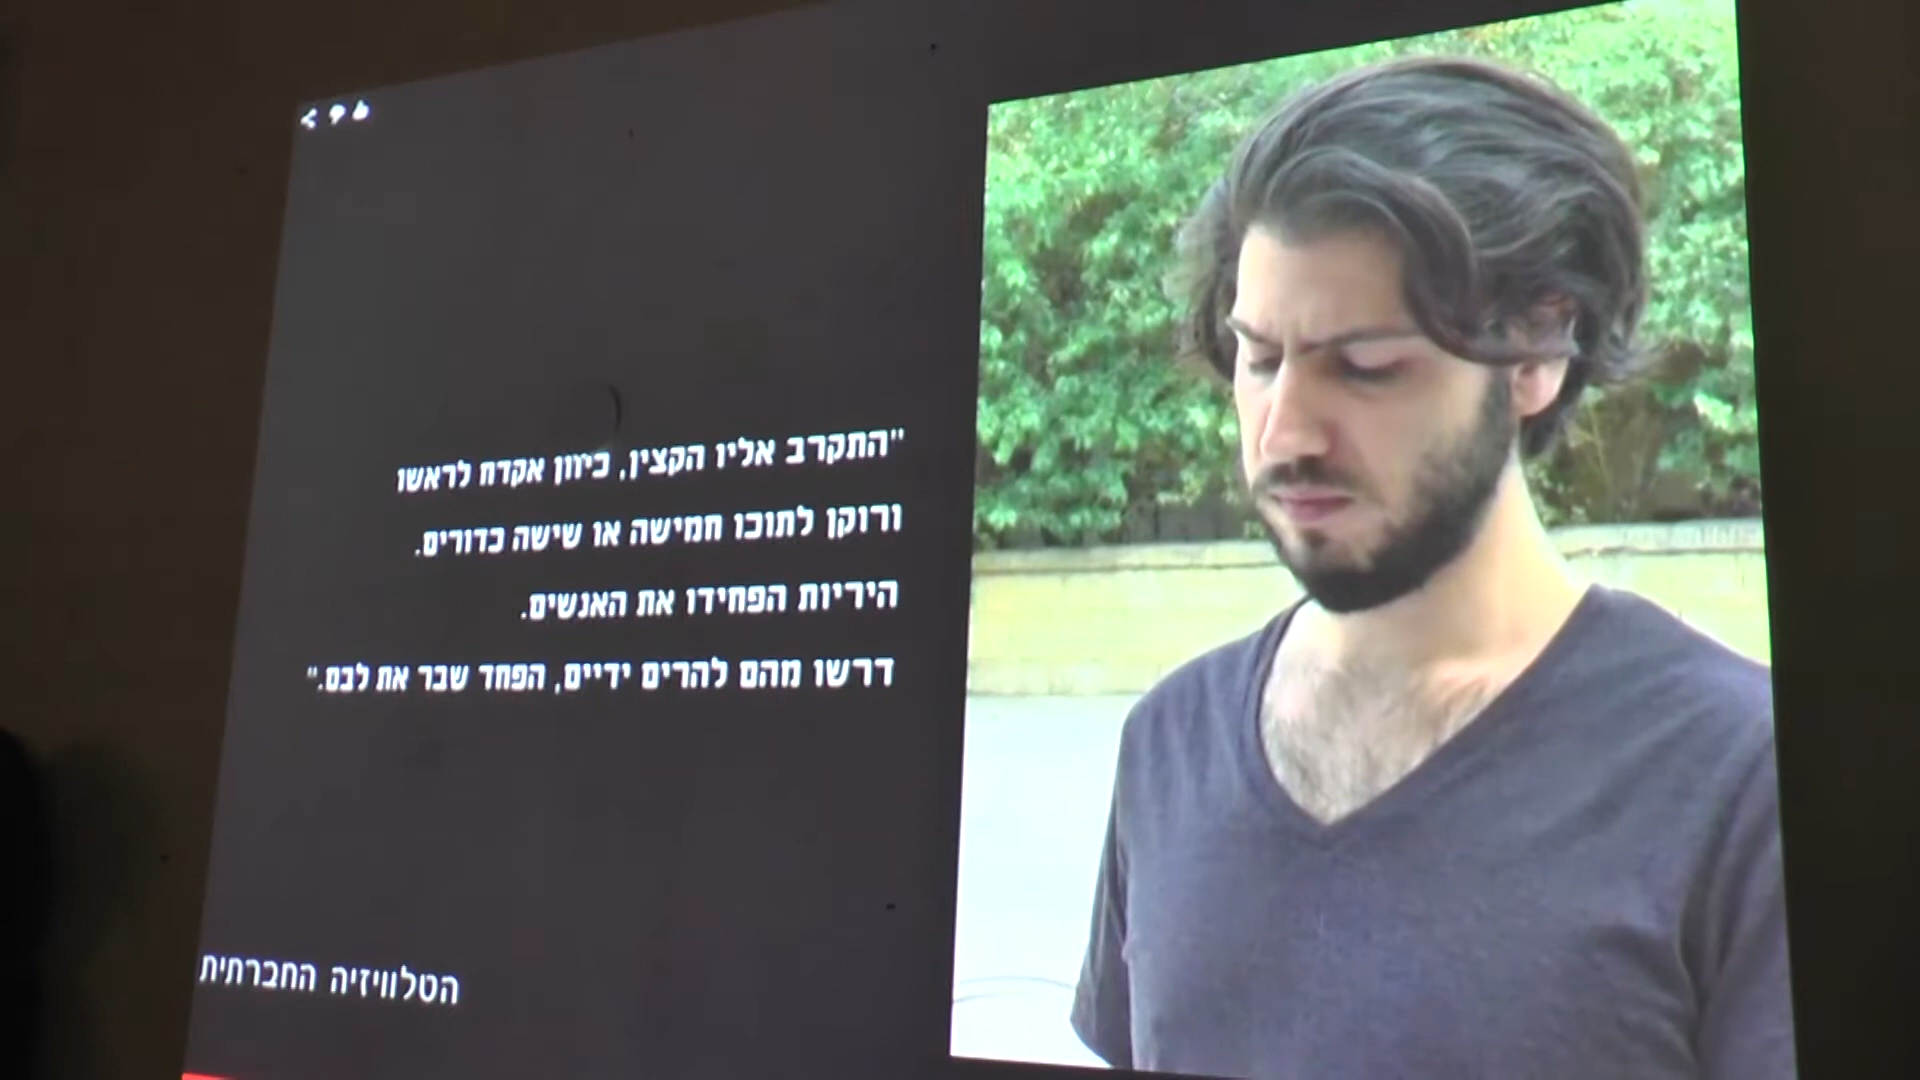 "התקרב אליו הקצין, כיוון אקדח לראשו
ורוקן לתוכו חמישה או שישה כדורים.
היריות הפחידו את האנשים.
דרשו מהם להרים ידיים, הפחד שבר את לבם."
הטלוויזיה החברתית